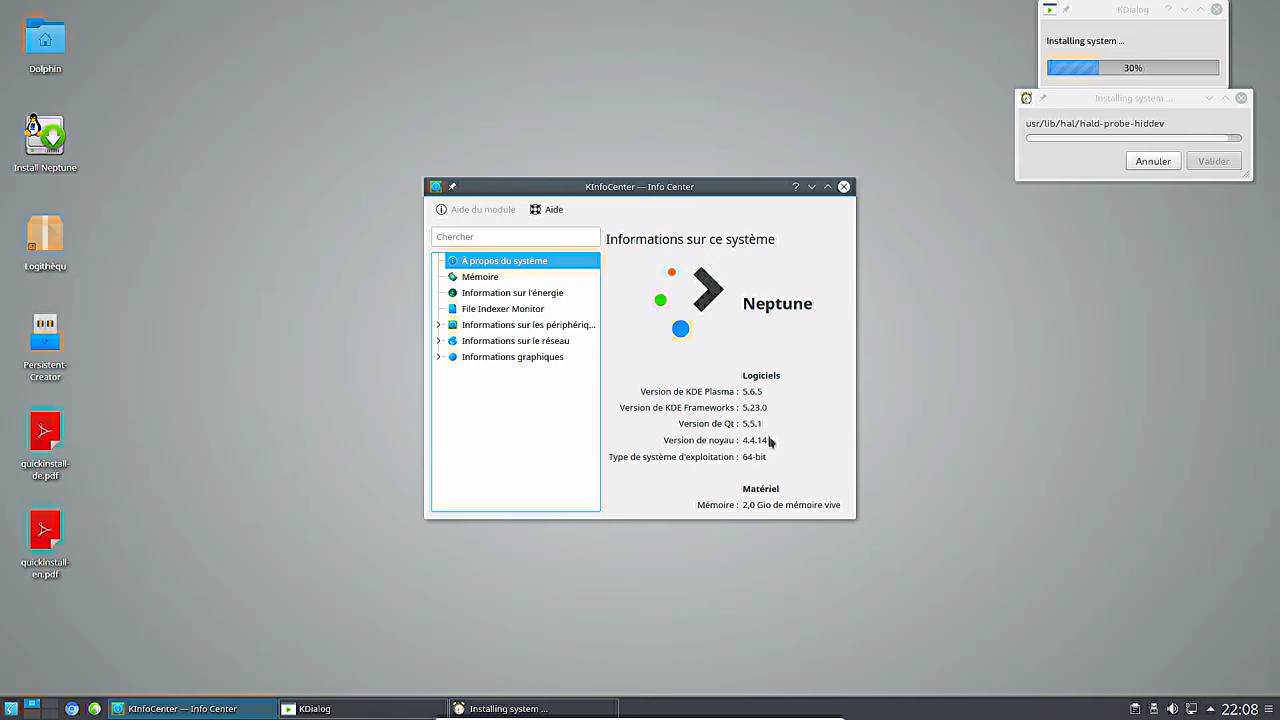 Dolphin
Install Neptune
Logithèqu
Persistent-
Creator
quickinstall-
de.pdf
quickinstall-
en.pdf
KDialog
Installing system ...
30%
Installing system ...
usr/lib/hal/hald-probe-hiddev
Annuler
Valider
KInfoCenter — Info Center
Aide du module
Aide
Chercher
À propos du système
Mémoire
Information sur l'énergie
File Indexer Monitor
Informations sur les périphériq...
Informations sur le réseau
Informations graphiques
Informations sur ce système
Neptune
Logiciels
Version de KDE Plasma : 5.6.5
Version de KDE Frameworks : 5.23.0
Version de Qt : 5.5.1
Version de noyau : 4.4.14
Type de système d'exploitation : 64-bit
Matériel
Mémoire : 2,0 Gio de mémoire vive
KInfoCenter — Info Center
KDialog
Installing system ...
22:08